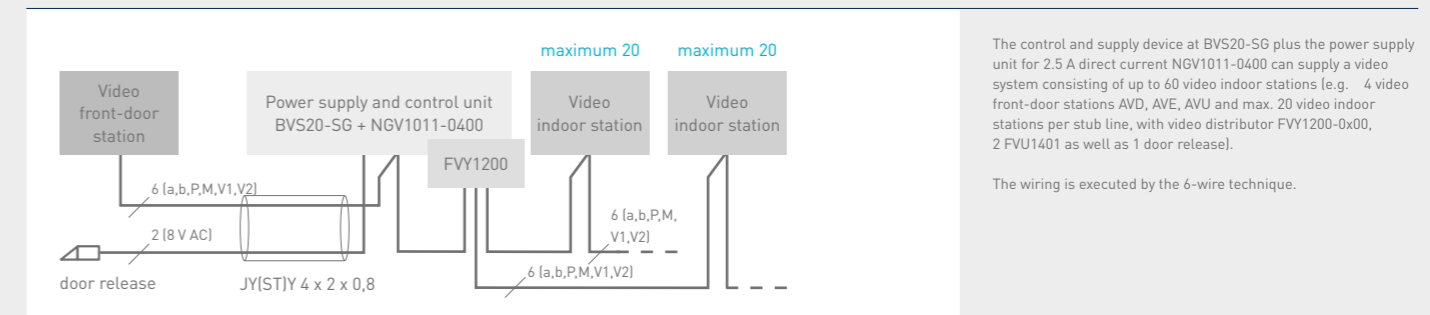 maximum 20
maximum 20
Video
front-door
station
Power supply and control unit
BVS20-SG + NGV1011-0400
Video
indoor station
Video
indoor station
FVY1200
6 (a,b,P,M,V1,V2)
2 (8 V AC)
door release
JY(ST)Y 4 x 2 x 0,8
6 (a,b,P,M,
V1,V2)
6 (a,b,P,M,V1,V2)
The control and supply device at BVS20-SG plus the power supply
unit for 2.5 A direct current NGV1011-0400 can supply a video
system consisting of up to 60 video indoor stations (e.g. 4 video
front-door stations AVD, AVE, AVU and max. 20 video indoor
stations per stub line, with video distributor FVY1200-0x00,
2 FVU1401 as well as 1 door release).
The wiring is executed by the 6-wire technique.